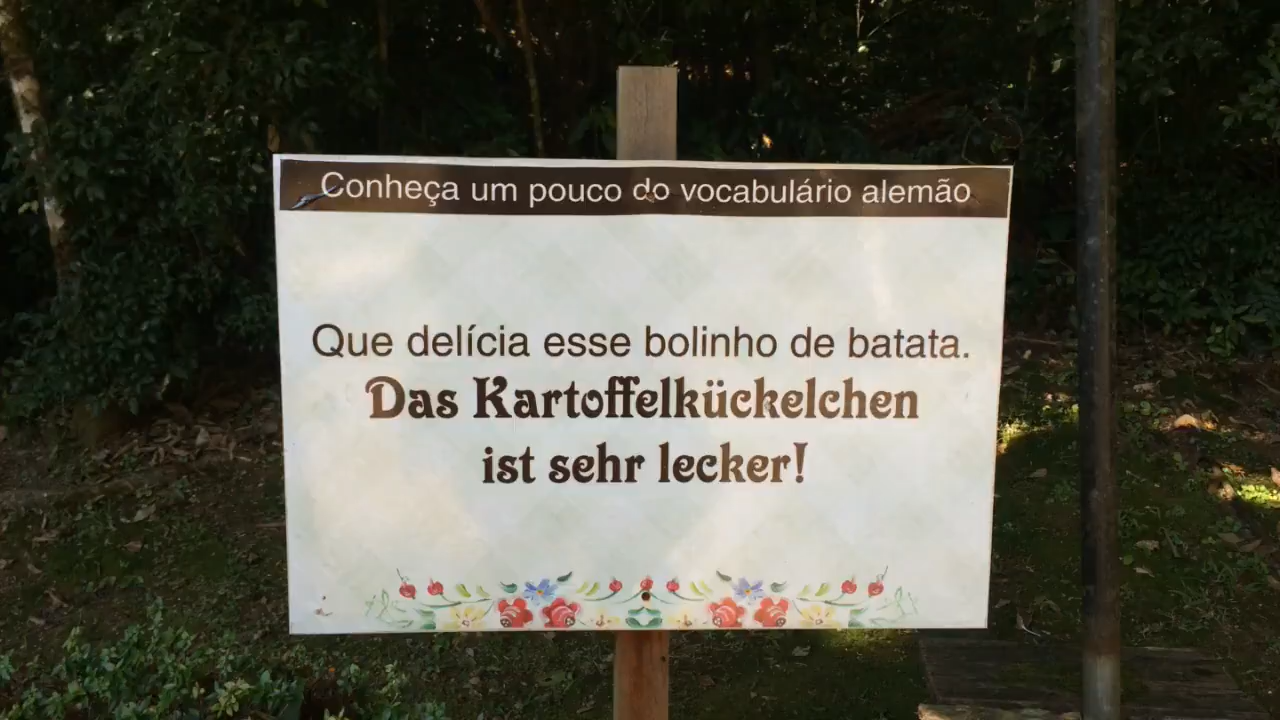 Conheça um pouco do vocabulário alemão
Que delícia esse bolinho de batata.
Das Kartoffelkückelchen
ist sehr lecker!